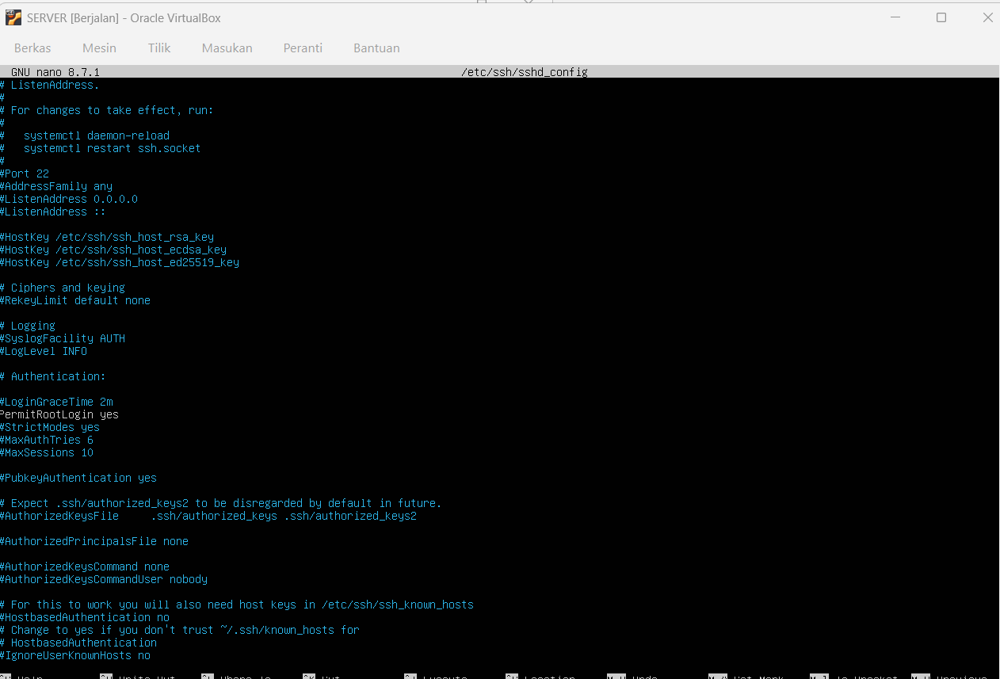 SERVER [Berjalan] - Oracle VirtualBox
Berkas Mesin Tilik Masukan Peranti Bantuan
GNU nano 8.7.1 /etc/ssh/sshd_config
# ListenAddress.
#
# For changes to take effect, run:
#
#   systemctl daemon-reload
#   systemctl restart ssh.socket
#
#Port 22
#AddressFamily any
#ListenAddress 0.0.0.0
#ListenAddress ::
#HostKey /etc/ssh/ssh_host_rsa_key
#HostKey /etc/ssh/ssh_host_ecdsa_key
#HostKey /etc/ssh/ssh_host_ed25519_key
# Ciphers and keying
#RekeyLimit default none
# Logging
#SyslogFacility AUTH
#LogLevel INFO
# Authentication:
#LoginGraceTime 2m
PermitRootLogin yes
#StrictModes yes
#MaxAuthTries 6
#MaxSessions 10
#PubkeyAuthentication yes
# Expect .ssh/authorized_keys2 to be disregarded by default in future.
#AuthorizedKeysFile     .ssh/authorized_keys .ssh/authorized_keys2
#AuthorizedPrincipalsFile none
#AuthorizedKeysCommand none
#AuthorizedKeysCommandUser nobody
# For this to work you will also need host keys in /etc/ssh/ssh_known_hosts
#HostbasedAuthentication no
# Change to yes if you don't trust ~/.ssh/known_hosts for
# HostbasedAuthentication
#IgnoreUserKnownHosts no